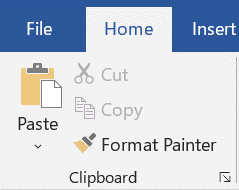 File Home Insert
Cut
Copy
Paste
Format Painter
Clipboard